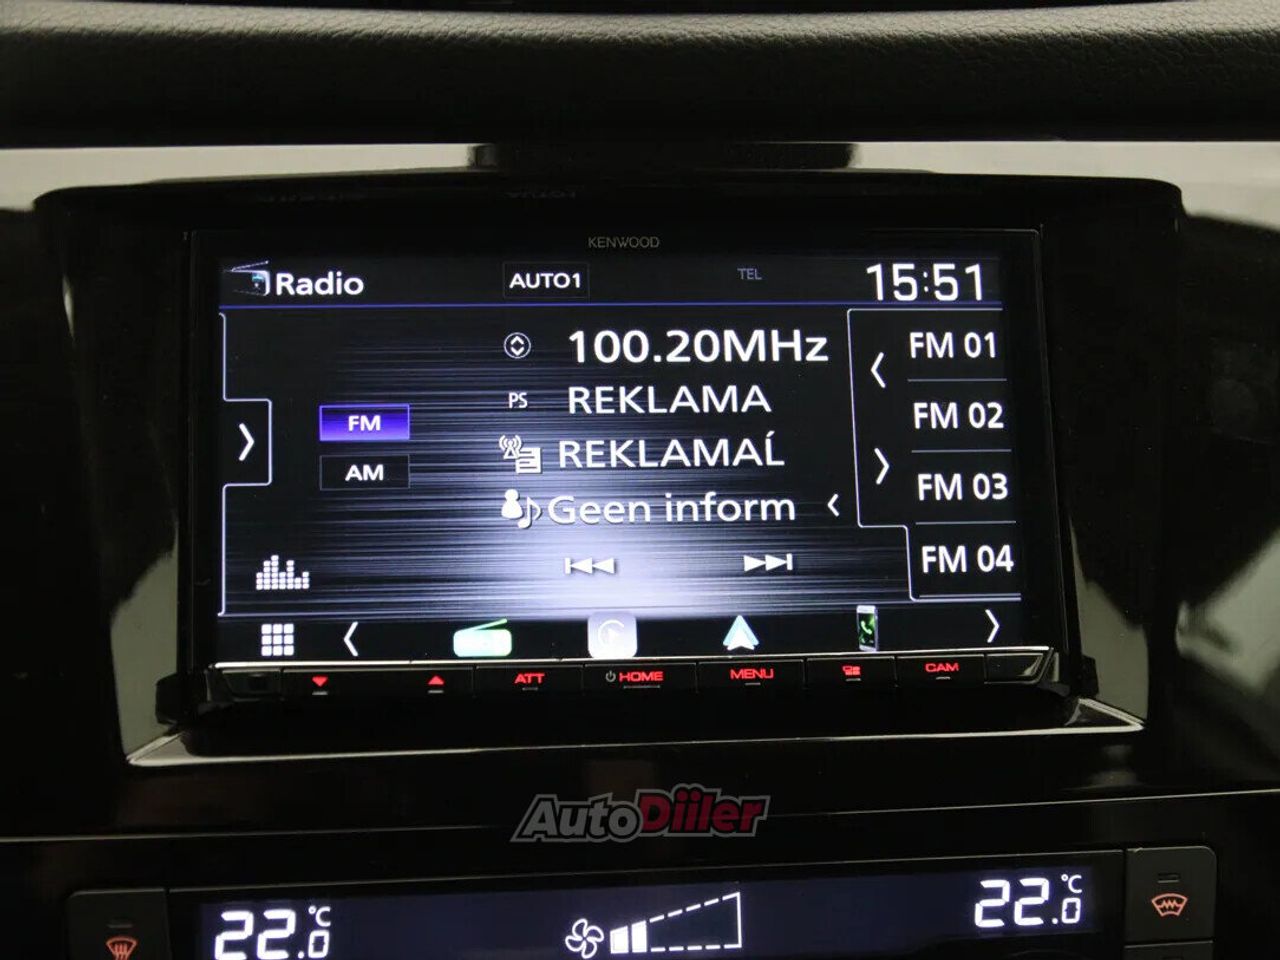 KENWOOD
Radio AUTO1 TEL 15:51
100.20MHz FM 01
PS REKLAMA FM 02
FM
REKLAMAÍ FM 03
AM
Geen inform
FM 04
ATT HOME MENU CAM
AutoDiiler
22.0 °C 22.0 °C